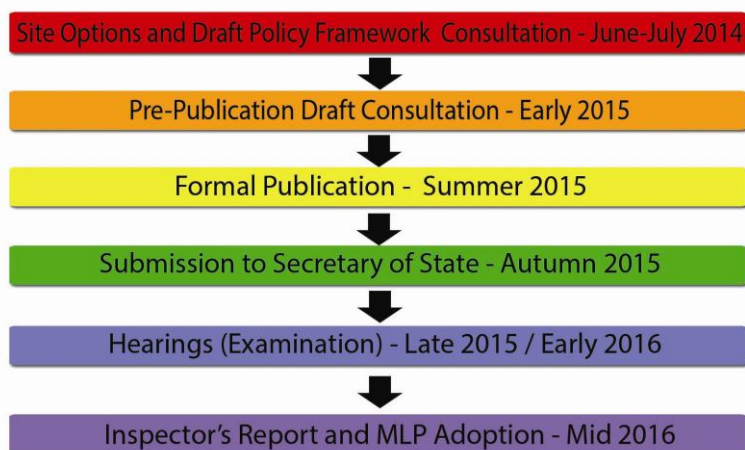 Site Options and Draft Policy Framework Consultation - June-July 2014
Pre-Publication Draft Consultation - Early 2015
Formal Publication - Summer 2015
Submission to Secretary of State - Autumn 2015
Hearings (Examination) - Late 2015 / Early 2016
Inspector's Report and MLP Adoption - Mid 2016